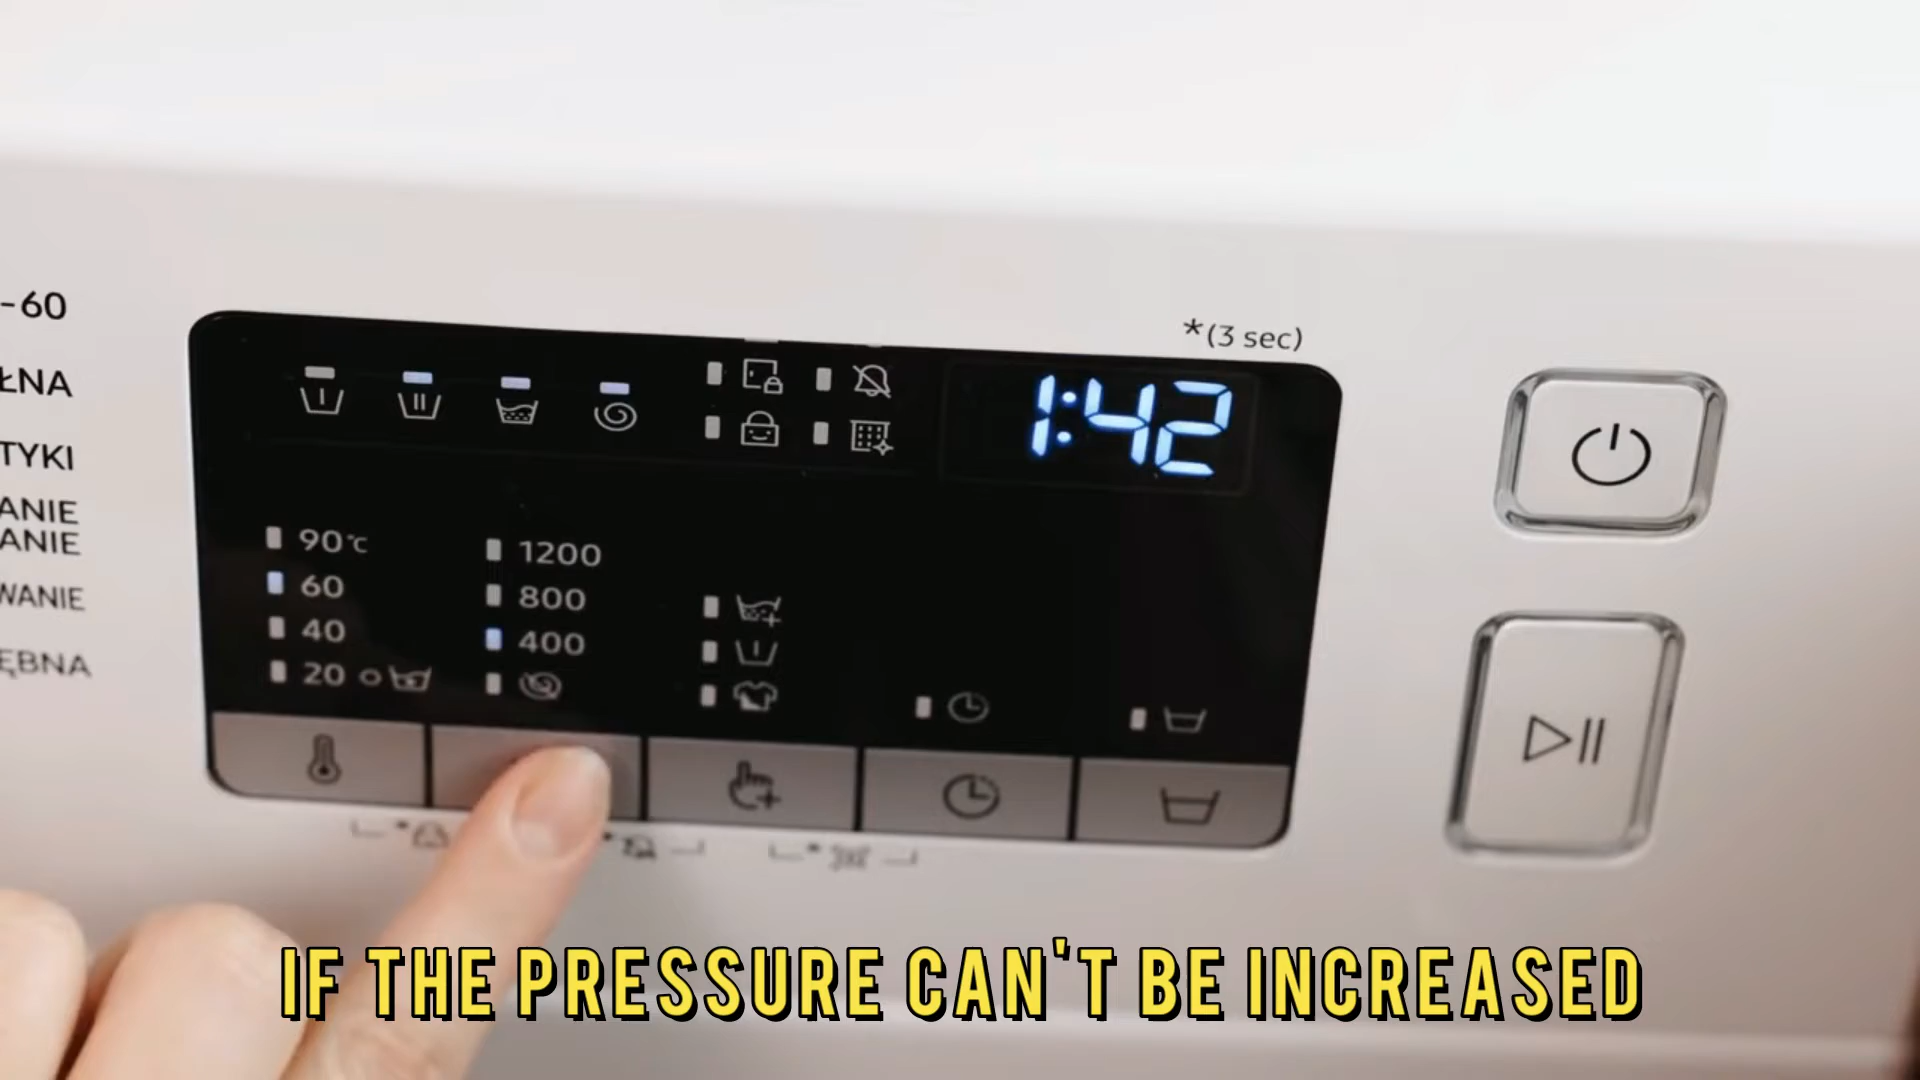 -60
ŁNA
TYKI
ANIE
ANIE
WANIE
ĘBNA
*(3 sec)
1:42
90°C
60
40
20
1200
800
400
IF THE PRESSURE CAN'T BE INCREASED